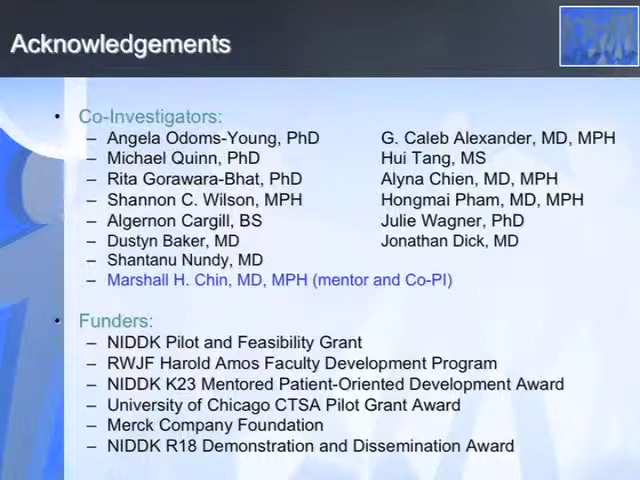 Acknowledgements
• Co-Investigators:
– Angela Odoms-Young, PhD
– Michael Quinn, PhD
– Rita Gorawara-Bhat, PhD
– Shannon C. Wilson, MPH
– Algernon Cargill, BS
– Dustyn Baker, MD
– Shantanu Nundy, MD
– Marshall H. Chin, MD, MPH (mentor and Co-PI)
G. Caleb Alexander, MD, MPH
Hui Tang, MS
Alyna Chien, MD, MPH
Hongmai Pham, MD, MPH
Julie Wagner, PhD
Jonathan Dick, MD
• Funders:
– NIDDK Pilot and Feasibility Grant
– RWJF Harold Amos Faculty Development Program
– NIDDK K23 Mentored Patient-Oriented Development Award
– University of Chicago CTSA Pilot Grant Award
– Merck Company Foundation
– NIDDK R18 Demonstration and Dissemination Award